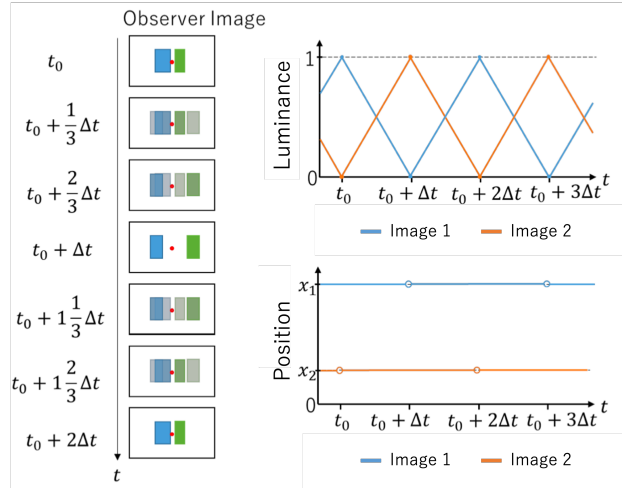 Observer Image
t₀
t₀ + 1/3 Δt
t₀ + 2/3 Δt
t₀ + Δt
t₀ + 1 1/3 Δt
t₀ + 1 2/3 Δt
t₀ + 2Δt
t
Luminance
1
0
t₀ t₀ + Δt t₀ + 2Δt t₀ + 3Δt t
Image 1 Image 2
Position
x₁
x₂
0
t₀ t₀ + Δt t₀ + 2Δt t₀ + 3Δt t
Image 1 Image 2